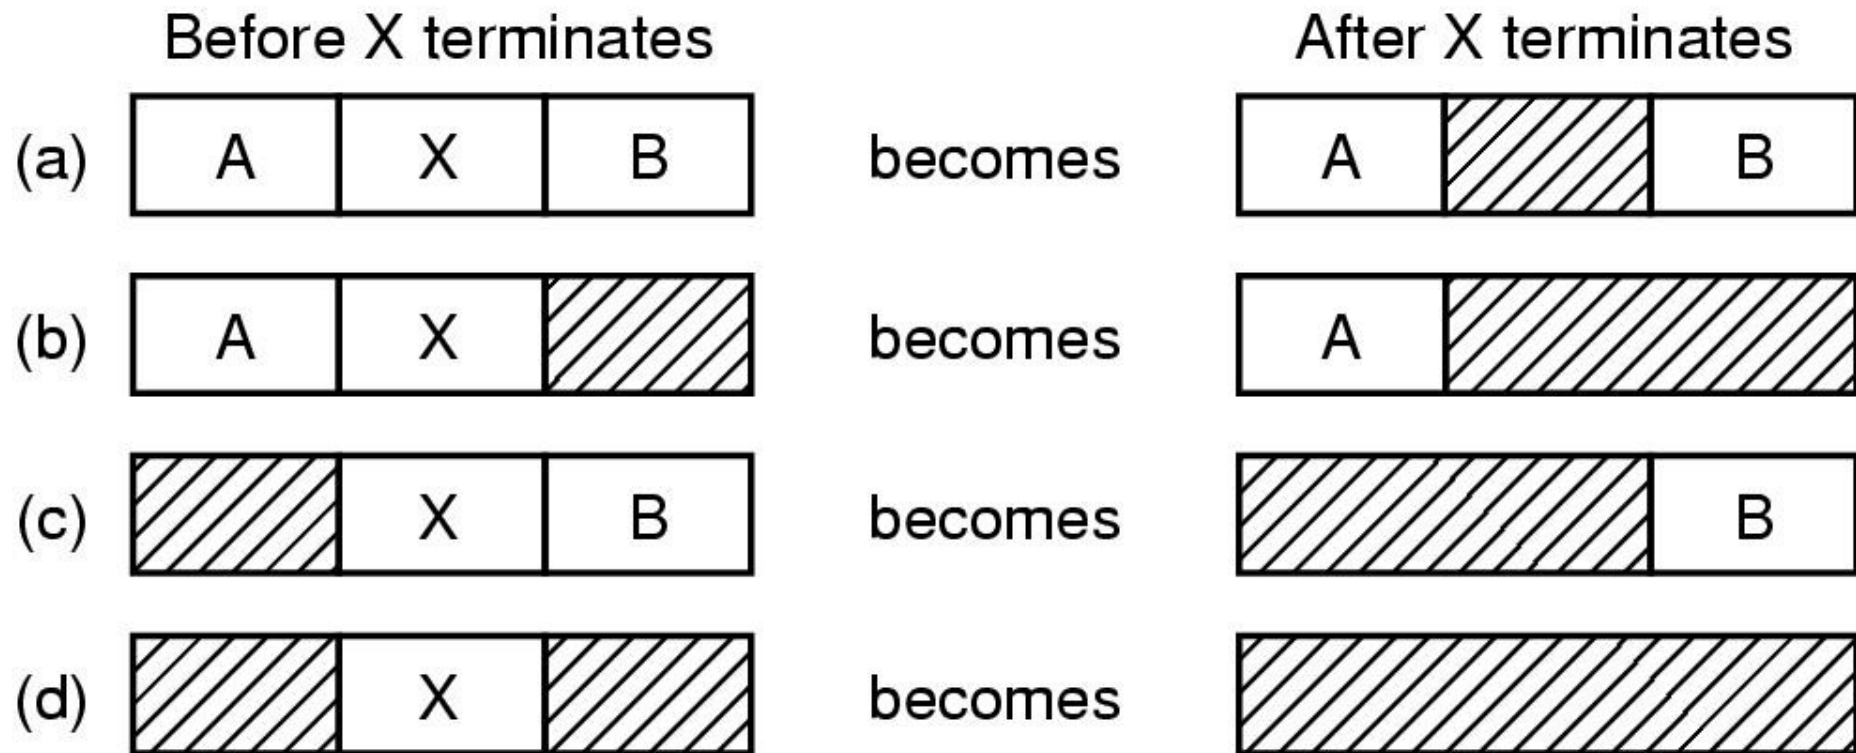 Before X terminates After X terminates
(a) A X B becomes A B
(b) A X becomes A
(c) X B becomes B
(d) X becomes